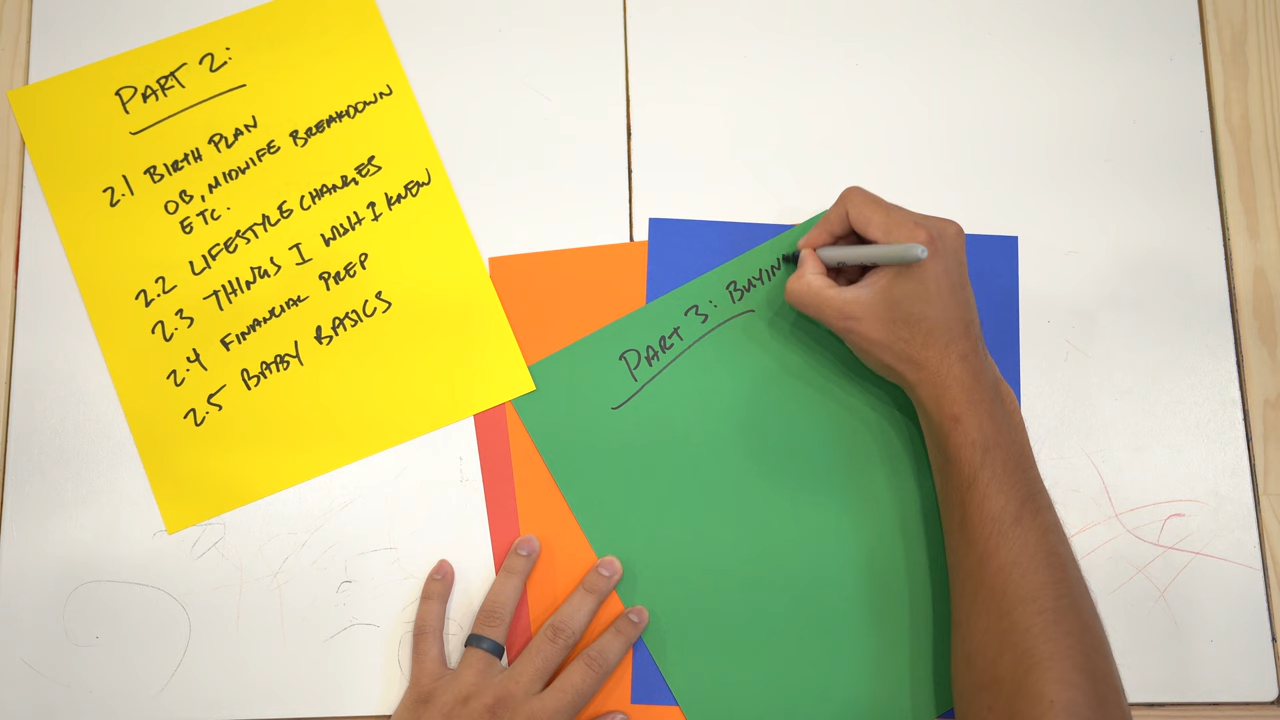 PART 2:
2.1 BIRTH PLAN
OB, MIDWIFE BREAKDOWN
ETC.
2.2 LIFESTYLE CHANGES
2.3 THINGS I WISH I KNEW
2.4 FINANCIAL PREP
2.5 BABY BASICS
PART 3: BUYIN